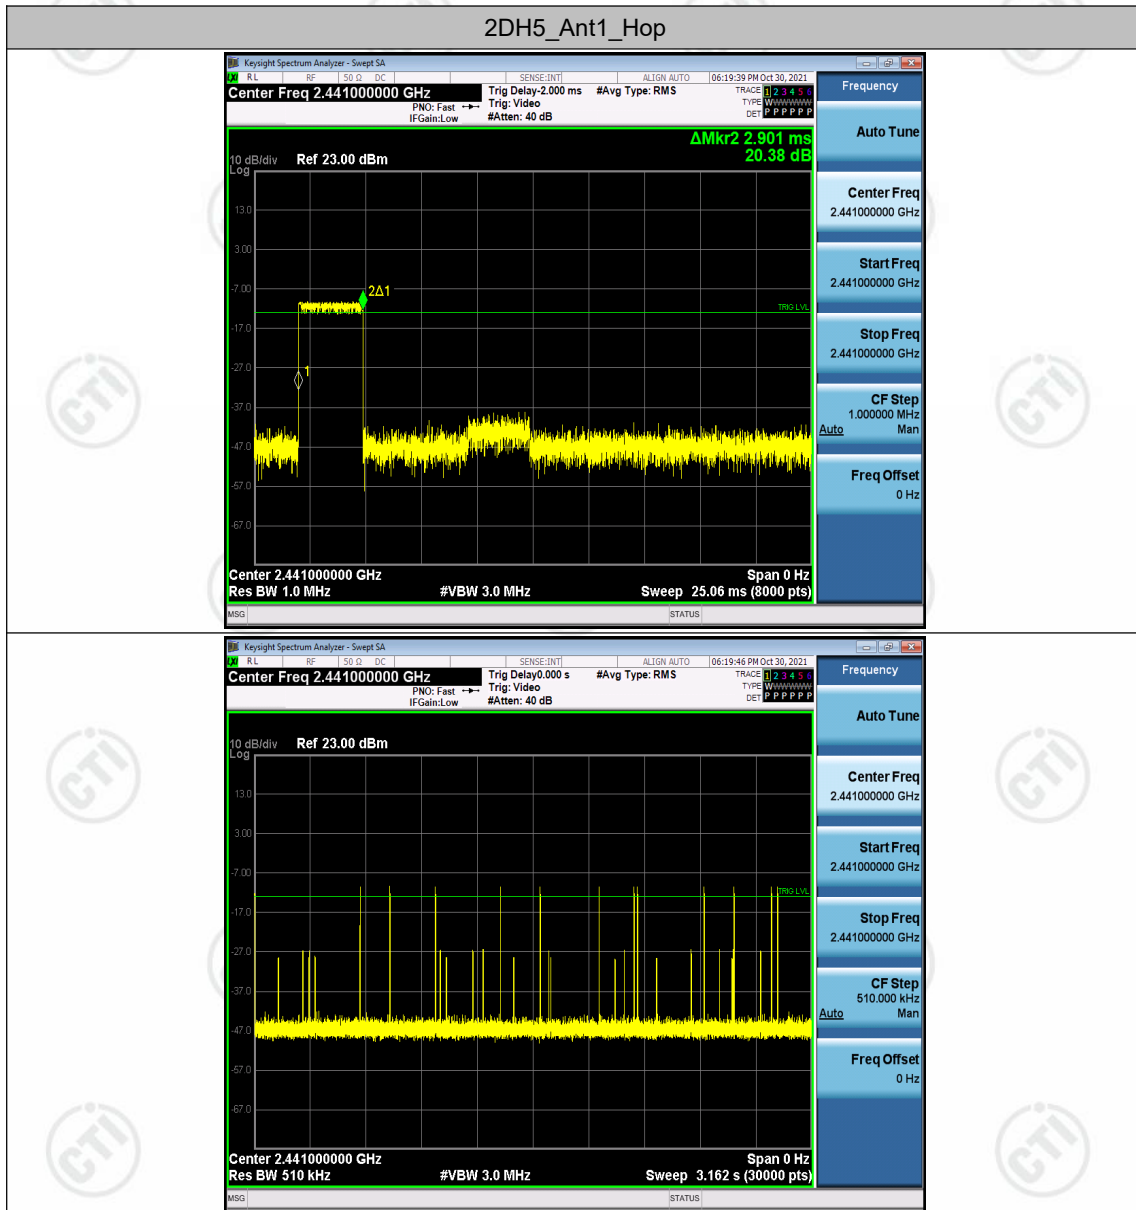 2DH5_Ant1_Hop
Keysight Spectrum Analyzer - Swept SA
LXI RL RF 50 Ω DC SENSE:INT ALIGN AUTO 06:19:39 PM Oct 30, 2021
Center Freq 2.441000000 GHz
PNO: Fast
IFGain:Low
Trig Delay-2.000 ms
Trig: Video
#Atten: 40 dB
#Avg Type: RMS
TRACE 1 2 3 4 5 6
TYPE WWWWWW
DET P P P P P P
ΔMkr2 2.901 ms
20.38 dB
10 dB/div
Log
Ref 23.00 dBm
13.0
3.00
-7.00
-17.0
-27.0
-37.0
-47.0
-57.0
-67.0
2Δ1
1
TRIG LVL
Center 2.441000000 GHz
Span 0 Hz
Res BW 1.0 MHz
#VBW 3.0 MHz
Sweep 25.06 ms (8000 pts)
MSG
STATUS
Frequency
Auto Tune
Center Freq
2.441000000 GHz
Start Freq
2.441000000 GHz
Stop Freq
2.441000000 GHz
CF Step
1.000000 MHz
Auto Man
Freq Offset
0 Hz
Keysight Spectrum Analyzer - Swept SA
LXI RL RF 50 Ω DC SENSE:INT ALIGN AUTO 06:19:46 PM Oct 30, 2021
Center Freq 2.441000000 GHz
PNO: Fast
IFGain:Low
Trig Delay0.000 s
Trig: Video
#Atten: 40 dB
#Avg Type: RMS
TRACE 1 2 3 4 5 6
TYPE WWWWWW
DET P P P P P P
10 dB/div
Log
Ref 23.00 dBm
13.0
3.00
-7.00
-17.0
-27.0
-37.0
-47.0
-57.0
-67.0
TRIG LVL
Center 2.441000000 GHz
Span 0 Hz
Res BW 510 kHz
#VBW 3.0 MHz
Sweep 3.162 s (30000 pts)
MSG
STATUS
Frequency
Auto Tune
Center Freq
2.441000000 GHz
Start Freq
2.441000000 GHz
Stop Freq
2.441000000 GHz
CF Step
510.000 kHz
Auto Man
Freq Offset
0 Hz
CTI
CTI
CTI
CTI
CTI
CTI